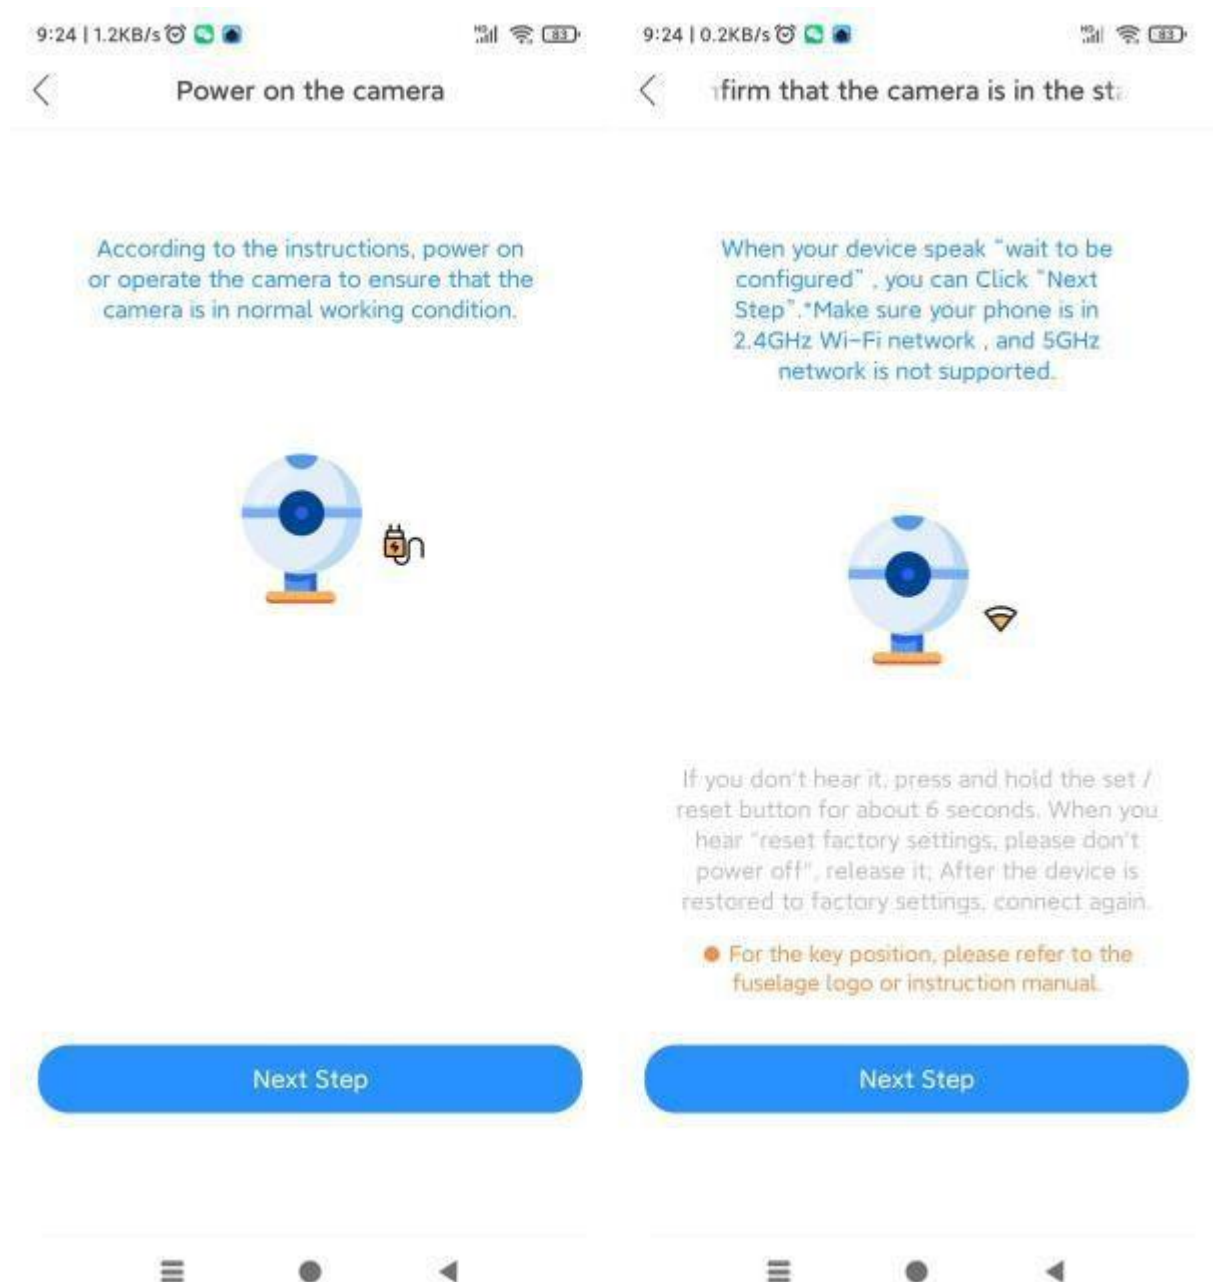 9:24 | 1.2KB/s
83
Power on the camera
According to the instructions, power on
or operate the camera to ensure that the
camera is in normal working condition.
Next Step
9:24 | 0.2KB/s
83
firm that the camera is in the sta
When your device speak "wait to be
configured" , you can Click "Next
Step".*Make sure your phone is in
2.4GHz Wi-Fi network , and 5GHz
network is not supported.
If you don't hear it, press and hold the set /
reset button for about 6 seconds. When you
hear "reset factory settings, please don't
power off", release it; After the device is
restored to factory settings, connect again.
● For the key position, please refer to the
fuselage logo or instruction manual.
Next Step